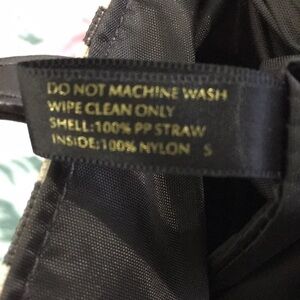 DO NOT MACHINE WASH
WIPE CLEAN ONLY
SHELL:100% PP STRAW
INSIDE:100% NYLON S